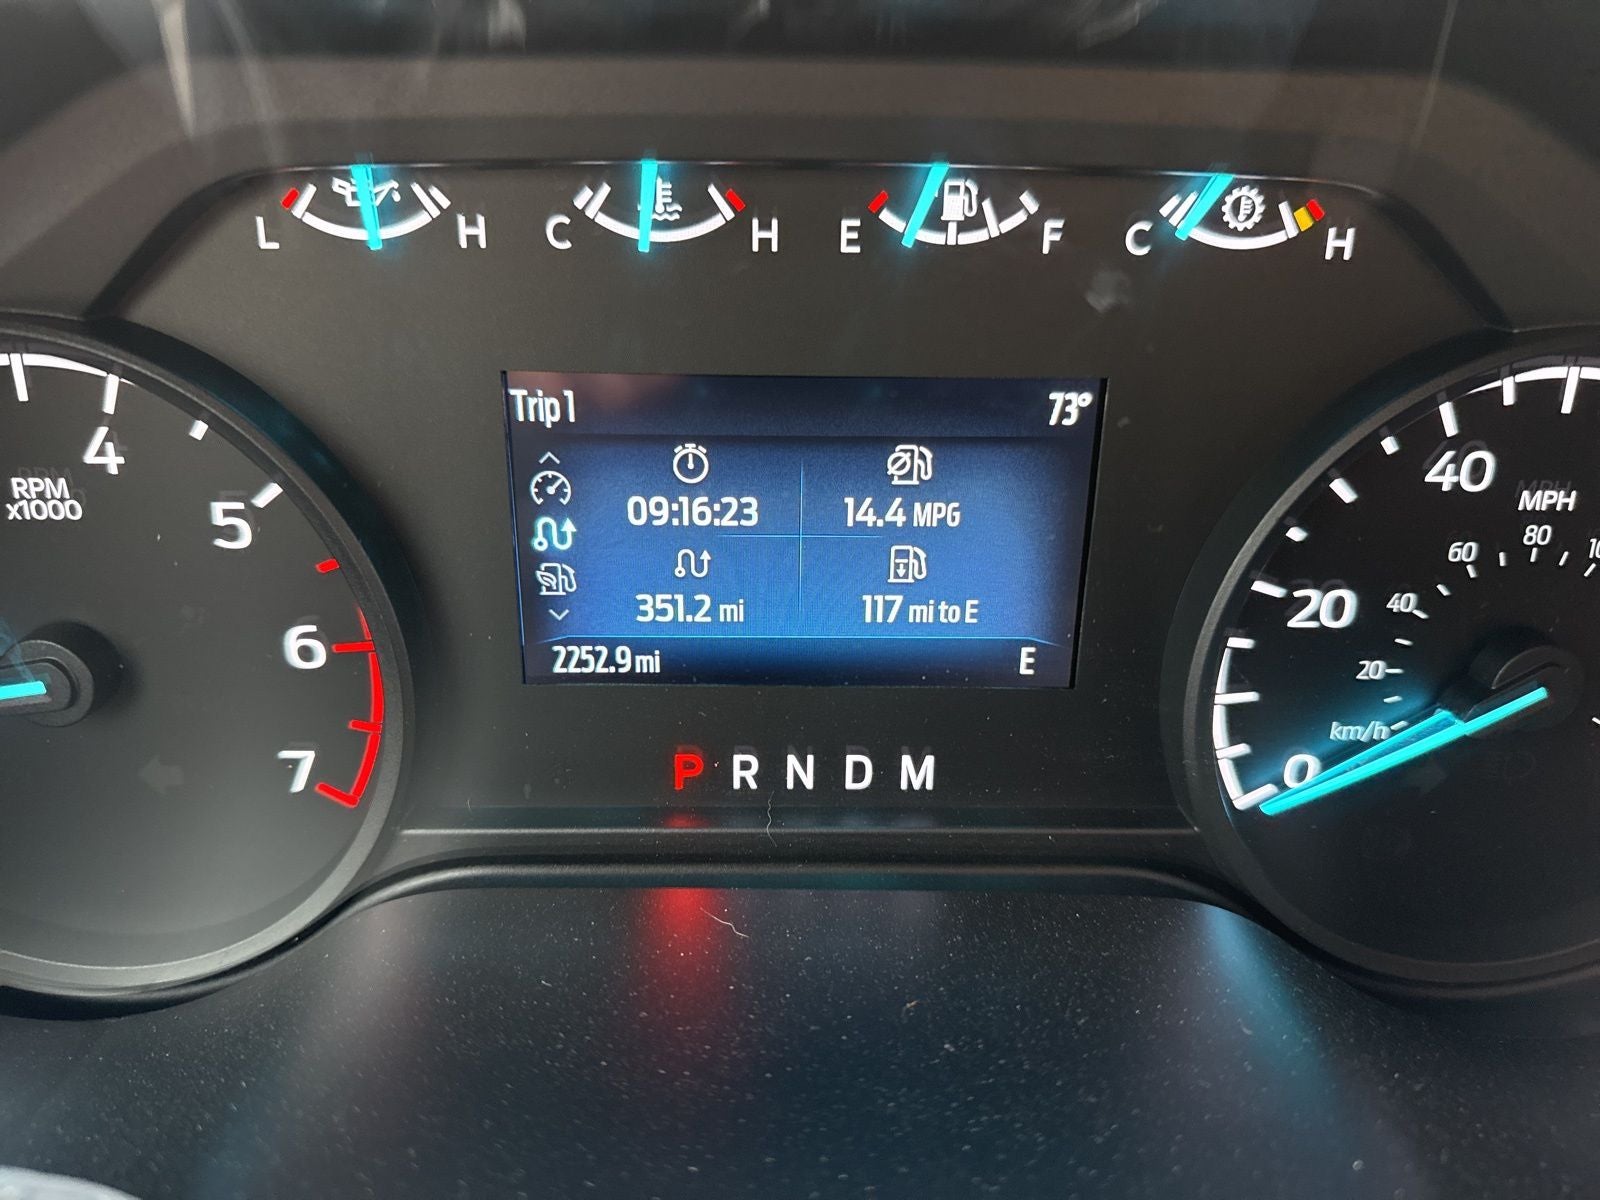 L H C H E F C H
Trip 1 73°
09:16:23 14.4 MPG
351.2 mi 117 mi to E
2252.9 mi E
P R N D M
4
RPM
x1000
5
6
7
40
MPH
80
60
20
40
20
km/h
0